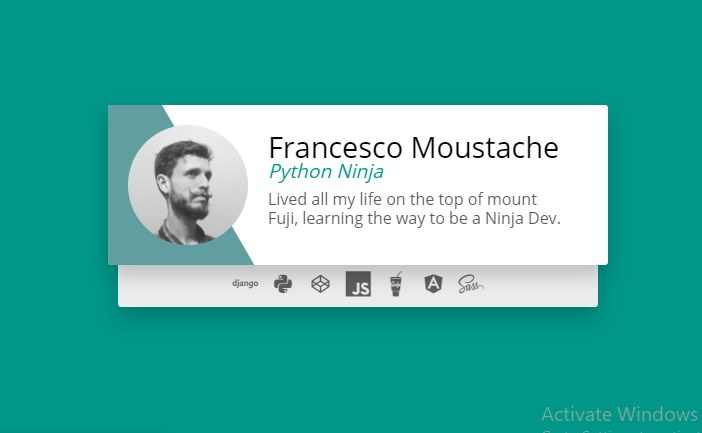 Francesco Moustache
Python Ninja
Lived all my life on the top of mount
Fuji, learning the way to be a Ninja Dev.
django
JS
Gulp
A
Sass
Activate Windows